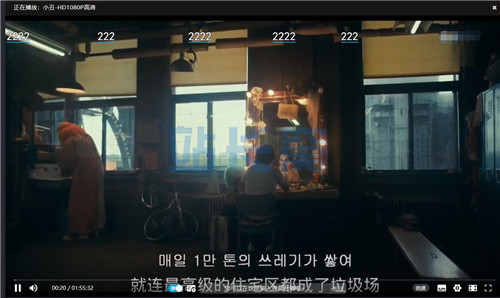 正在播放：小丑-HD1080P高清
2222 222 2222 2222 222
매일 1만 톤의 쓰레기가 쌓여
就连最高级的住宅区都成了垃圾场
00:20 / 01:55:32
倍速